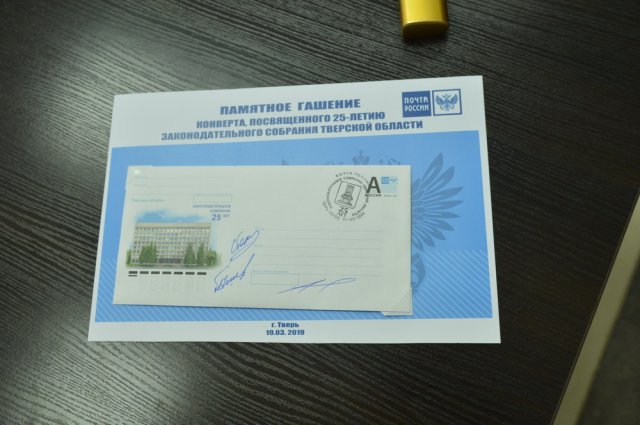 ПАМЯТНОЕ ГАШЕНИЕ
КОНВЕРТА, ПОСВЯЩЕННОГО 25-ЛЕТИЮ
ЗАКОНОДАТЕЛЬНОГО СОБРАНИЯ ТВЕРСКОЙ ОБЛАСТИ
ПОЧТА
РОССИИ
ЗАКОНОДАТЕЛЬНОЕ
СОБРАНИЕ
25 ЛЕТ
А
г. Тверь
19.03. 2019